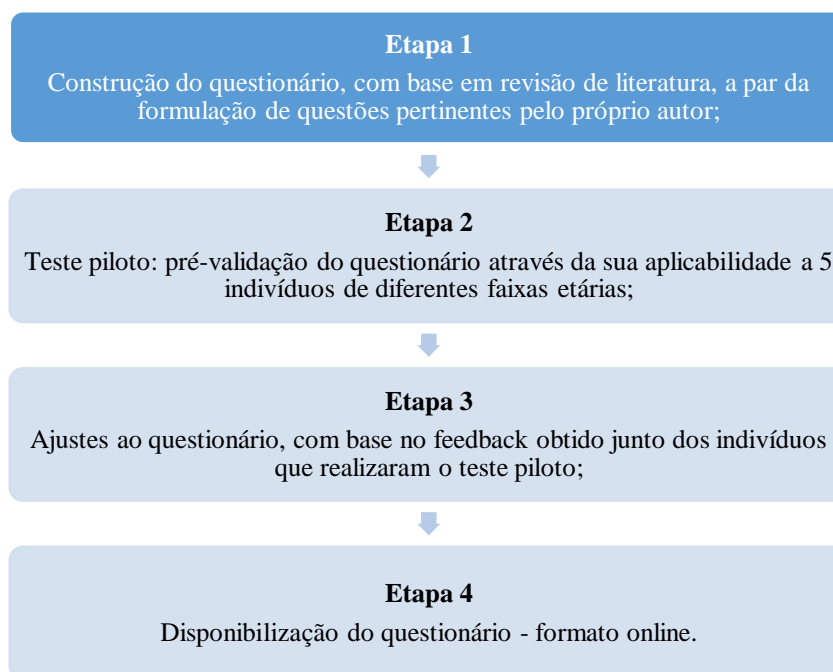 Etapa 1
Construção do questionário, com base em revisão de literatura, a par da
formulação de questões pertinentes pelo próprio autor;
Etapa 2
Teste piloto: pré-validação do questionário através da sua aplicabilidade a 5
indivíduos de diferentes faixas etárias;
Etapa 3
Ajustes ao questionário, com base no feedback obtido junto dos indivíduos
que realizaram o teste piloto;
Etapa 4
Disponibilização do questionário - formato online.